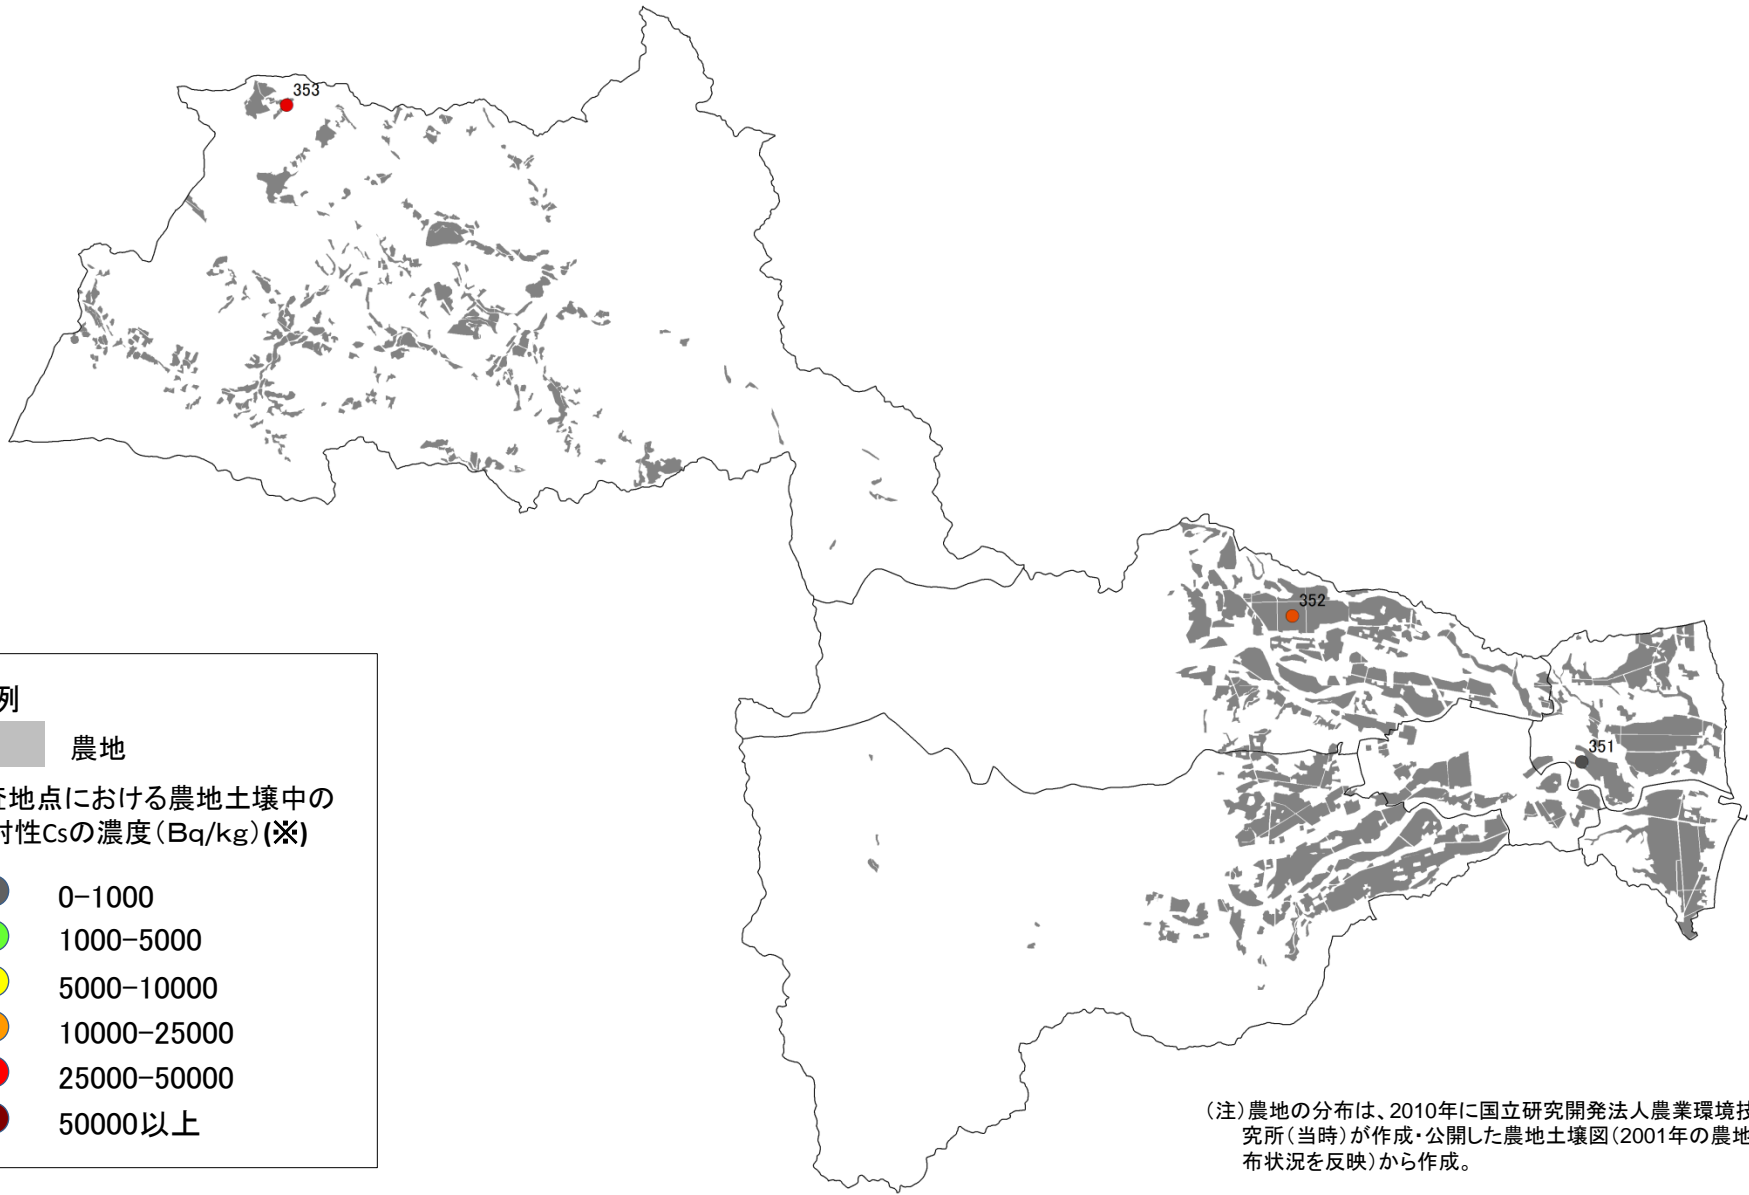 353
352
351
例
農地
地点における農地土壌中の
性Csの濃度(Bq/kg)(※)
0-1000
1000-5000
5000-10000
10000-25000
25000-50000
50000以上
(注)農地の分布は、2010年に国立研究開発法人農業環境技
究所(当時)が作成・公開した農地土壌図(2001年の農地
布状況を反映)から作成。